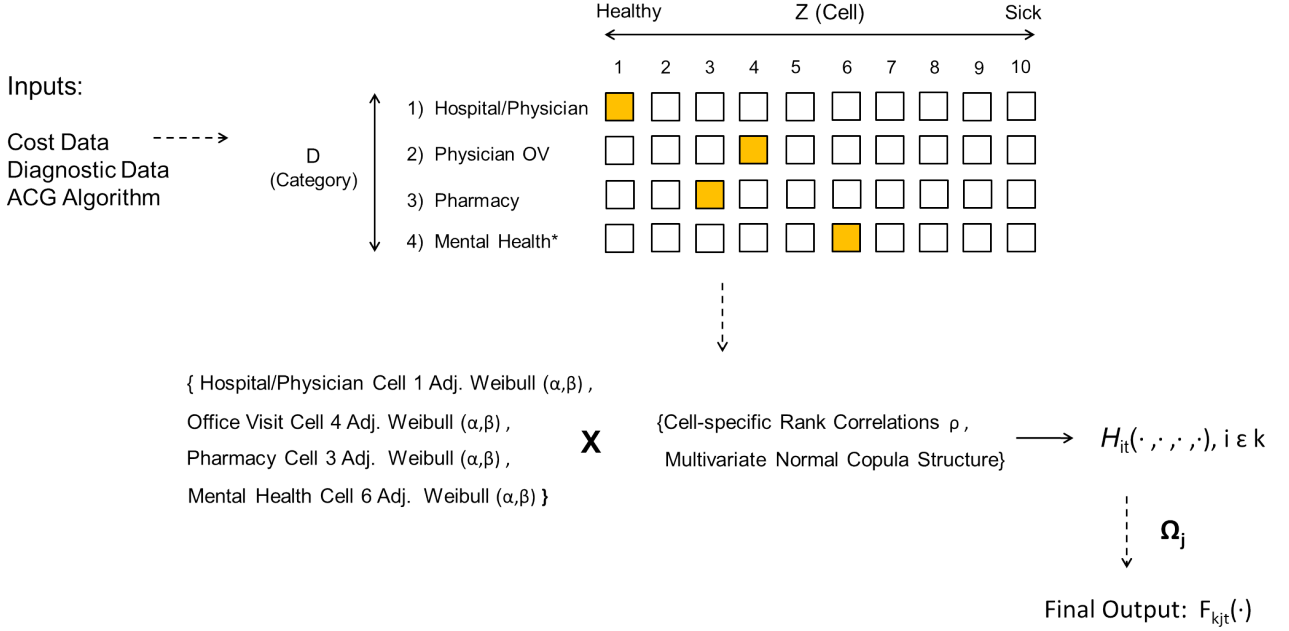 Healthy Z (Cell) Sick
1 2 3 4 5 6 7 8 9 10
Inputs:
Cost Data
Diagnostic Data
ACG Algorithm
D
(Category)
1) Hospital/Physician
2) Physician OV
3) Pharmacy
4) Mental Health*
{ Hospital/Physician Cell 1 Adj. Weibull (α,β) ,
Office Visit Cell 4 Adj. Weibull (α,β) ,
Pharmacy Cell 3 Adj. Weibull (α,β) ,
Mental Health Cell 6 Adj. Weibull (α,β) }
X
{Cell-specific Rank Correlations ρ ,
Multivariate Normal Copula Structure}
Hit(· ,· ,· ,·), i ε k
Ωj
Final Output: Fkjt(·)